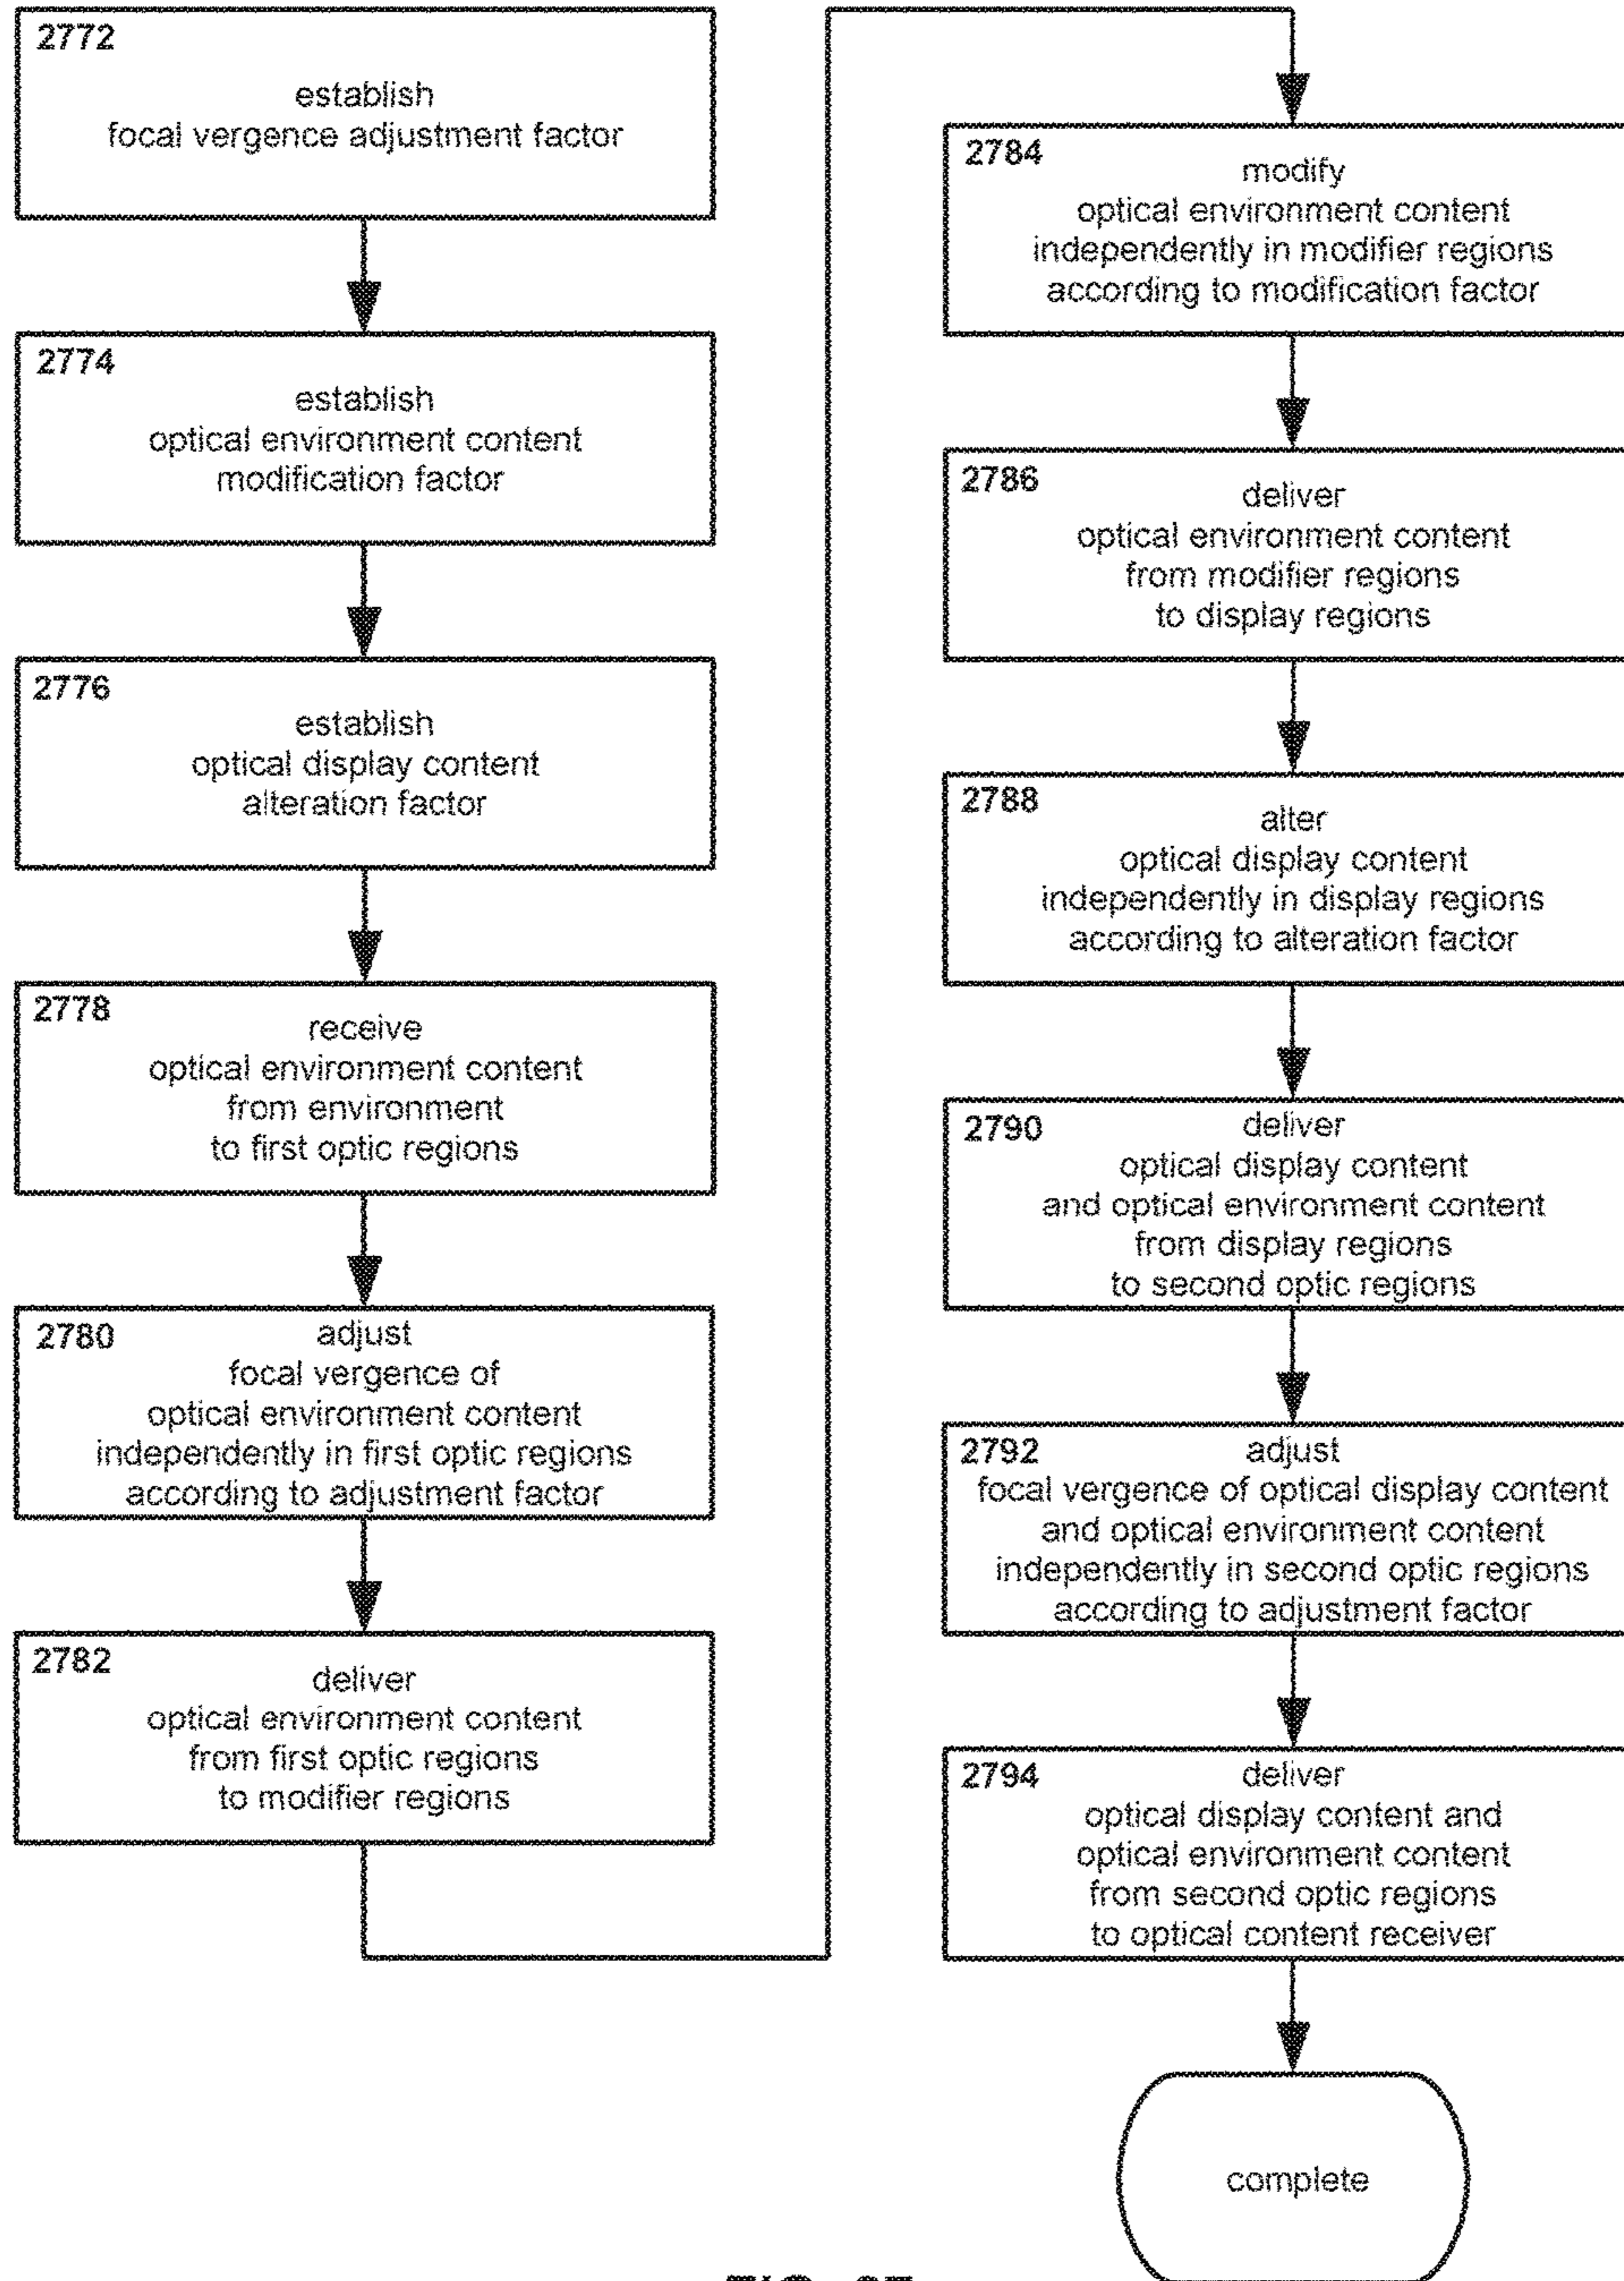 2772
establish
focal vergence adjustment factor
2774
establish
optical environment content
modification factor
2776
establish
optical display content
alteration factor
2778
receive
optical environment content
from environment
to first optic regions
2780
adjust
focal vergence of
optical environment content
independently in first optic regions
according to adjustment factor
2782
deliver
optical environment content
from first optic regions
to modifier regions
2784
modify
optical environment content
independently in modifier regions
according to modification factor
2786
deliver
optical environment content
from modifier regions
to display regions
2788
alter
optical display content
independently in display regions
according to alteration factor
2790
deliver
optical display content
and optical environment content
from display regions
to second optic regions
2792
adjust
focal vergence of optical display content
and optical environment content
independently in second optic regions
according to adjustment factor
2794
deliver
optical display content and
optical environment content
from second optic regions
to optical content receiver
complete